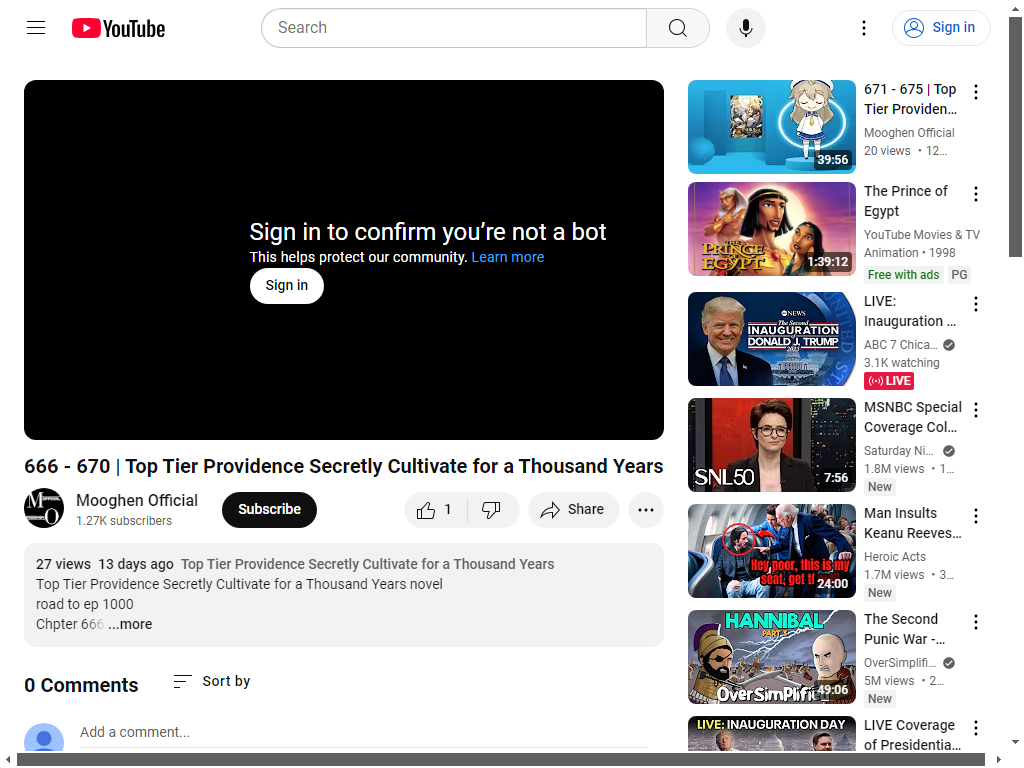 YouTube
Search
Sign in
Sign in to confirm you’re not a bot
This helps protect our community. Learn more
Sign in
666 - 670 | Top Tier Providence Secretly Cultivate for a Thousand Years
Mooghen Official
1.27K subscribers
Subscribe
1
Share
27 views 13 days ago Top Tier Providence Secretly Cultivate for a Thousand Years
Top Tier Providence Secretly Cultivate for a Thousand Years novel
road to ep 1000
Chpter 666 ...more
0 Comments
Sort by
Add a comment...
39:56
671 - 675 | Top
Tier Providen...
Mooghen Official
20 views • 12...
THE
PRINCE OF
EGYPT
1:39:12
The Prince of
Egypt
YouTube Movies & TV
Animation • 1998
Free with ads PG
abc NEWS
The Second
INAUGURATION
OF
DONALD J. TRUMP
2025
LIVE:
Inauguration ...
ABC 7 Chica...
3.1K watching
LIVE
SNL50
7:56
MSNBC Special
Coverage Col...
Saturday Ni...
1.8M views • 1...
New
Hey poor, this is my
seat, get
24:00
Man Insults
Keanu Reeves...
Heroic Acts
1.7M views • 3...
New
HANNIBAL
PART 3
OverSimplifi
49:06
The Second
Punic War -...
OverSimplifi...
5M views • 2...
New
LIVE: INAUGURATION DAY
LIVE Coverage
of Presidentia...